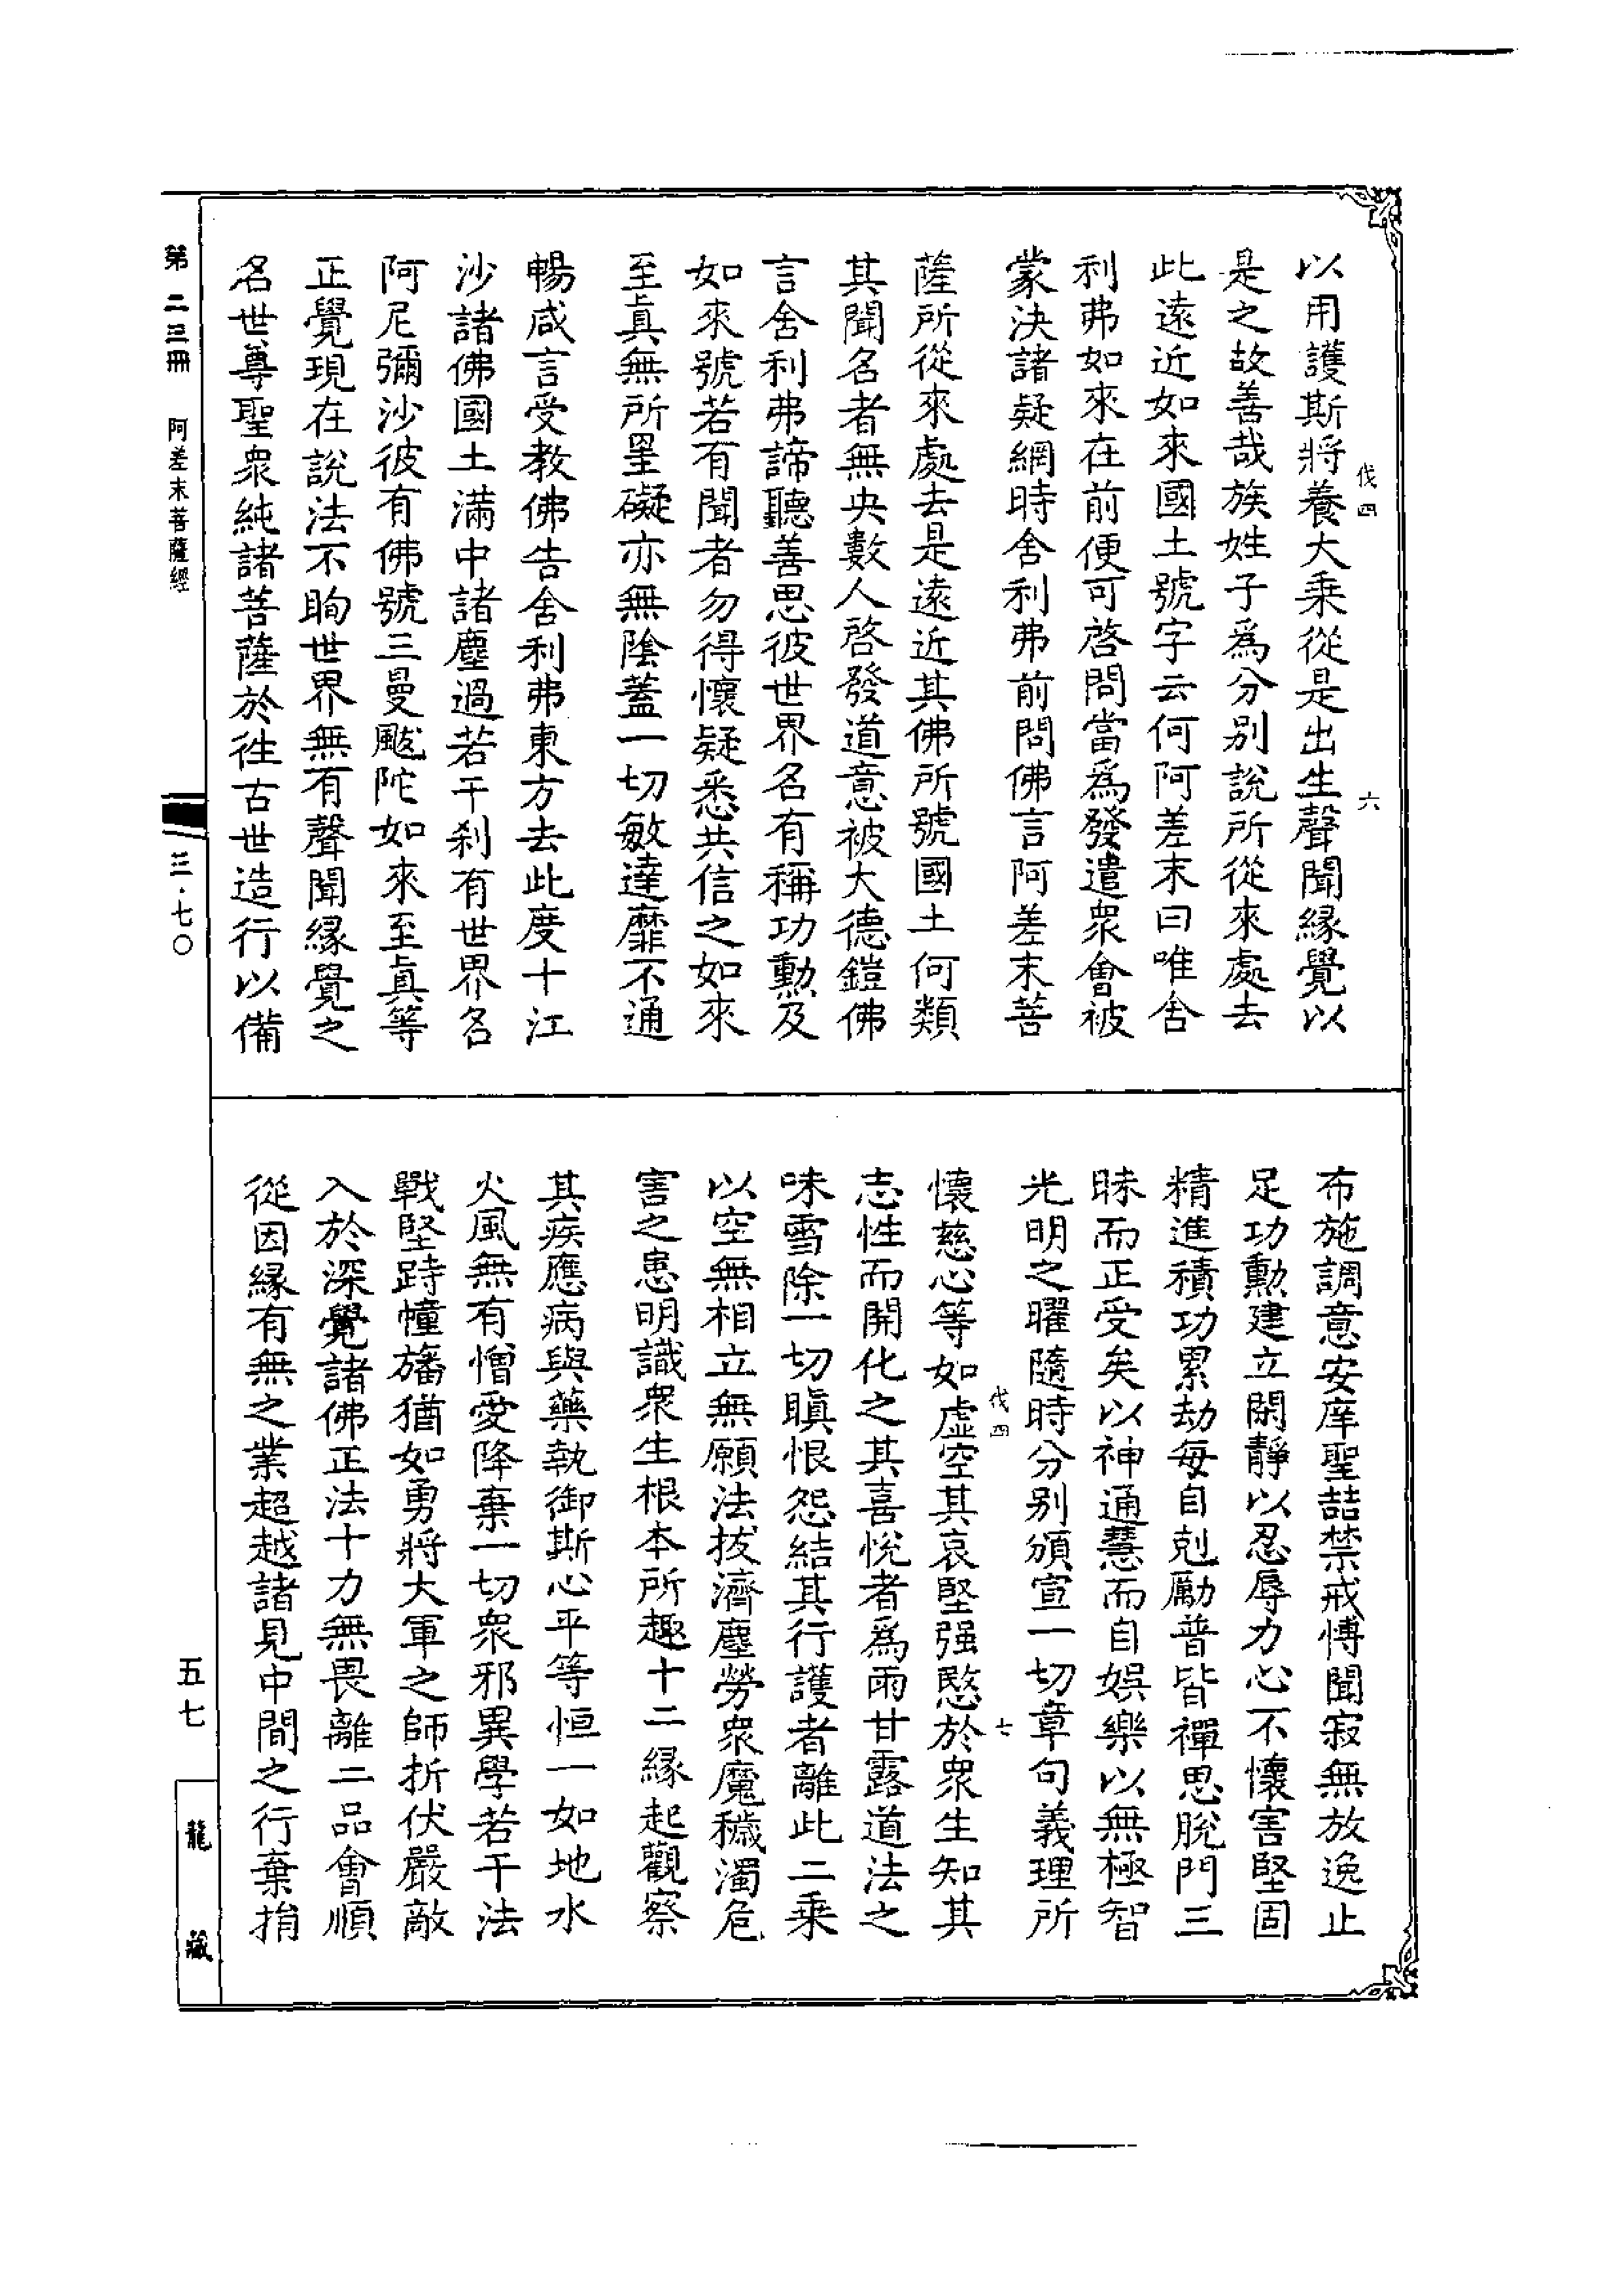 伐四
六
以用護斯將養大乘從是出生聲聞緣覺以
是之故善哉族姓子爲分別說所從來處去
此遠近如來國土號字云何阿差末曰唯舍
利弗如來在前便可啓問當爲發遣衆會被
蒙決諸疑網時舍利弗前問佛言阿差末菩
薩所從來處去是遠近其佛所號國土何類
其聞名者無央數人啓發道意被大德鎧佛
言舍利弗諦聽善思彼世界名有稱功勳及
如來號若有聞者勿得懷疑悉共信之如來
至眞無所罣礙亦無陰蓋一切敏達靡不通
暢咸言受教佛告舍利弗東方去此度十江
沙諸佛國土滿中諸塵過若干刹有世界名
阿尼彌沙彼有佛號三曼颰陀如來至眞等
正覺現在說法不眴世界無有聲聞緣覺之
名世尊聖衆純諸菩薩於徃古世造行以備
布施調意安庠聖喆禁戒慱聞寂無放逸止
足功勳建立閑靜以忍辱力心不懷害堅固
精進積功累劫每自剋勵普皆禪思脫門三
昧而正受矣以神通慧而自娛樂以無極智
光明之曜隨時分別頒宣一切章句義理所
伐四
七
懷慈心等如虛空其哀堅强愍於衆生知其
志性而開化之其喜悅者爲雨甘露道法之
味雪除一切瞋恨怨結其行護者離此二乘
以空無相立無願法拔濟塵勞衆魔穢濁危
害之患明識衆生根本所趣十二緣起觀察
其疾應病與藥執御斯心平等恒一如地水
火風無有憎愛降棄一切衆邪異學若干法
戰堅跱幢旛猶如勇將大軍之師折伏嚴敵
入於深覺諸佛正法十力無畏離二品會順
從因緣有無之業超越諸見中間之行棄捐
第二三冊 阿差末菩薩經
三·七〇
五七
龍藏